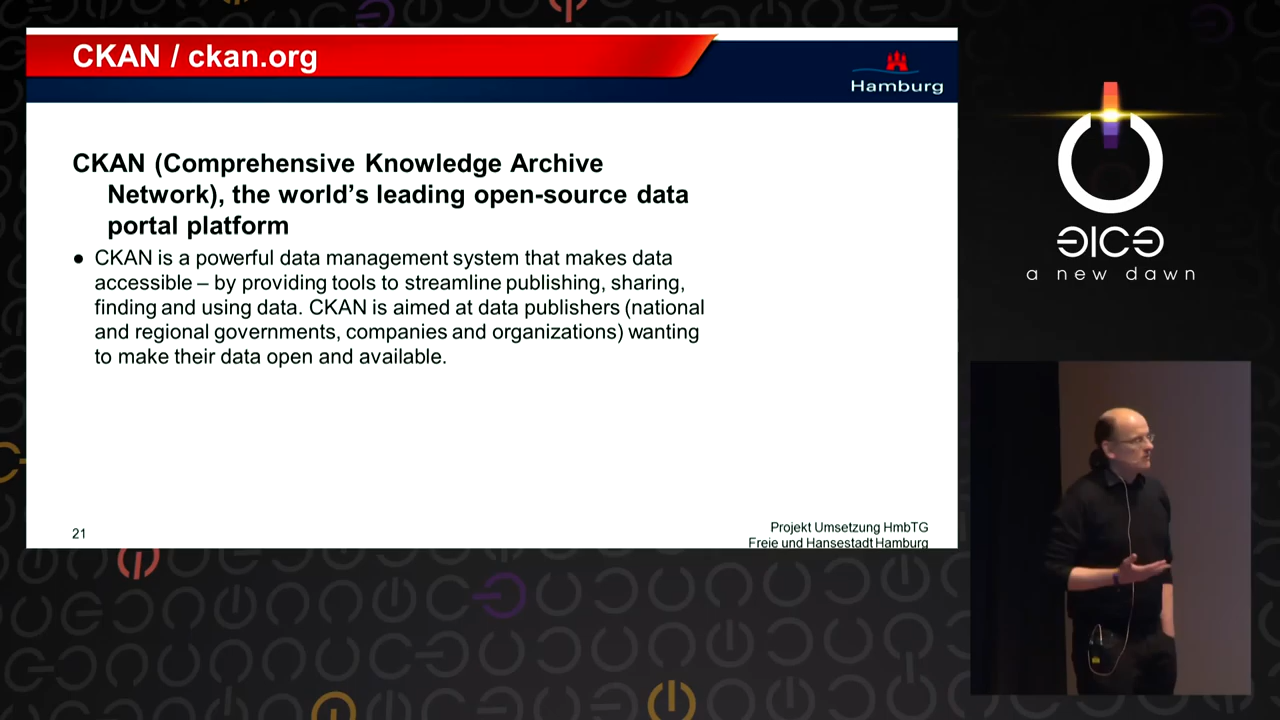 CKAN / ckan.org
Hamburg
CKAN (Comprehensive Knowledge Archive
Network), the world’s leading open-source data
portal platform
● CKAN is a powerful data management system that makes data
accessible – by providing tools to streamline publishing, sharing,
finding and using data. CKAN is aimed at data publishers (national
and regional governments, companies and organizations) wanting
to make their data open and available.
21
Projekt Umsetzung HmbTG
Freie und Hansestadt Hamburg
a new dawn